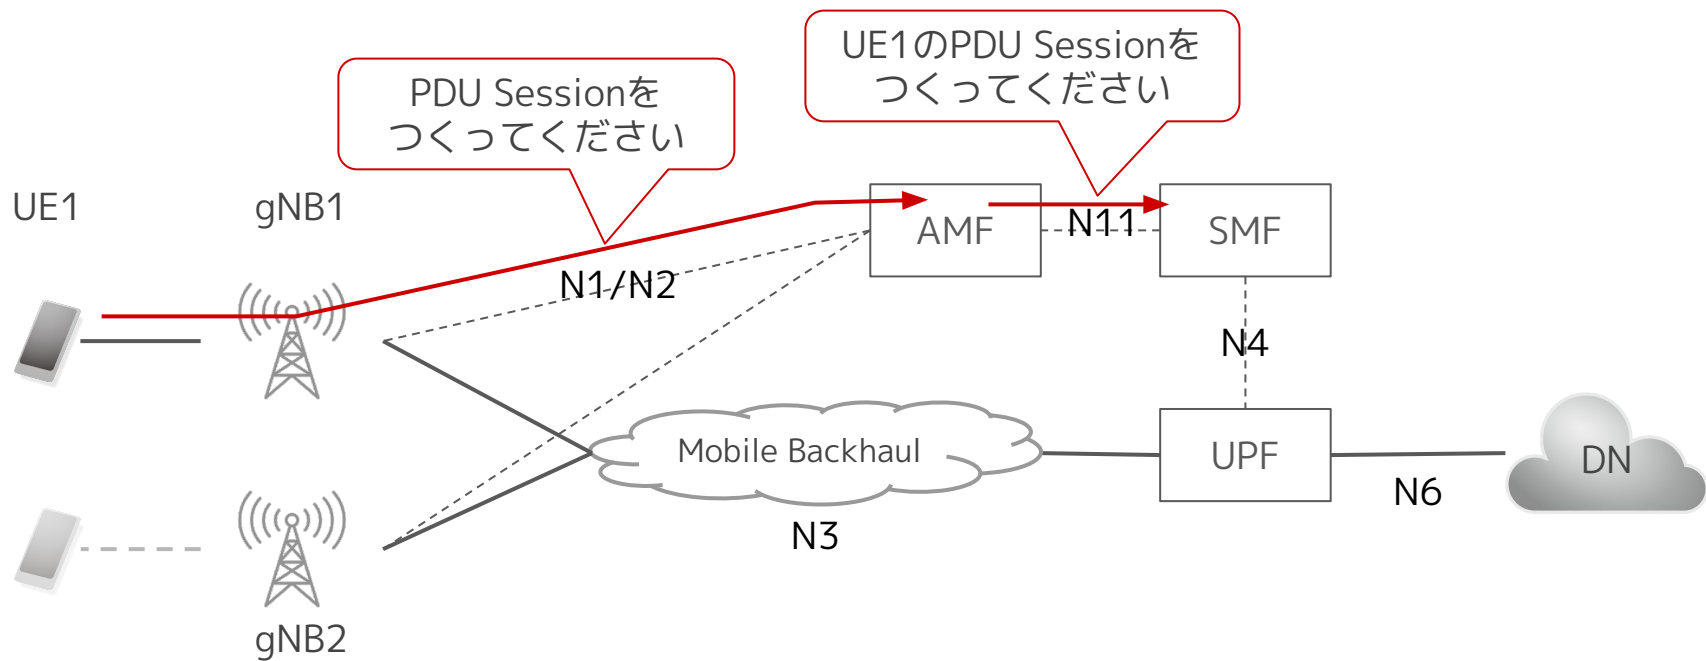 UE1のPDU Sessionを
つくってください
PDU Sessionを
つくってください
UE1
gNB1
AMF
N11
SMF
N1/N2
N4
Mobile Backhaul
UPF
DN
N6
N3
gNB2